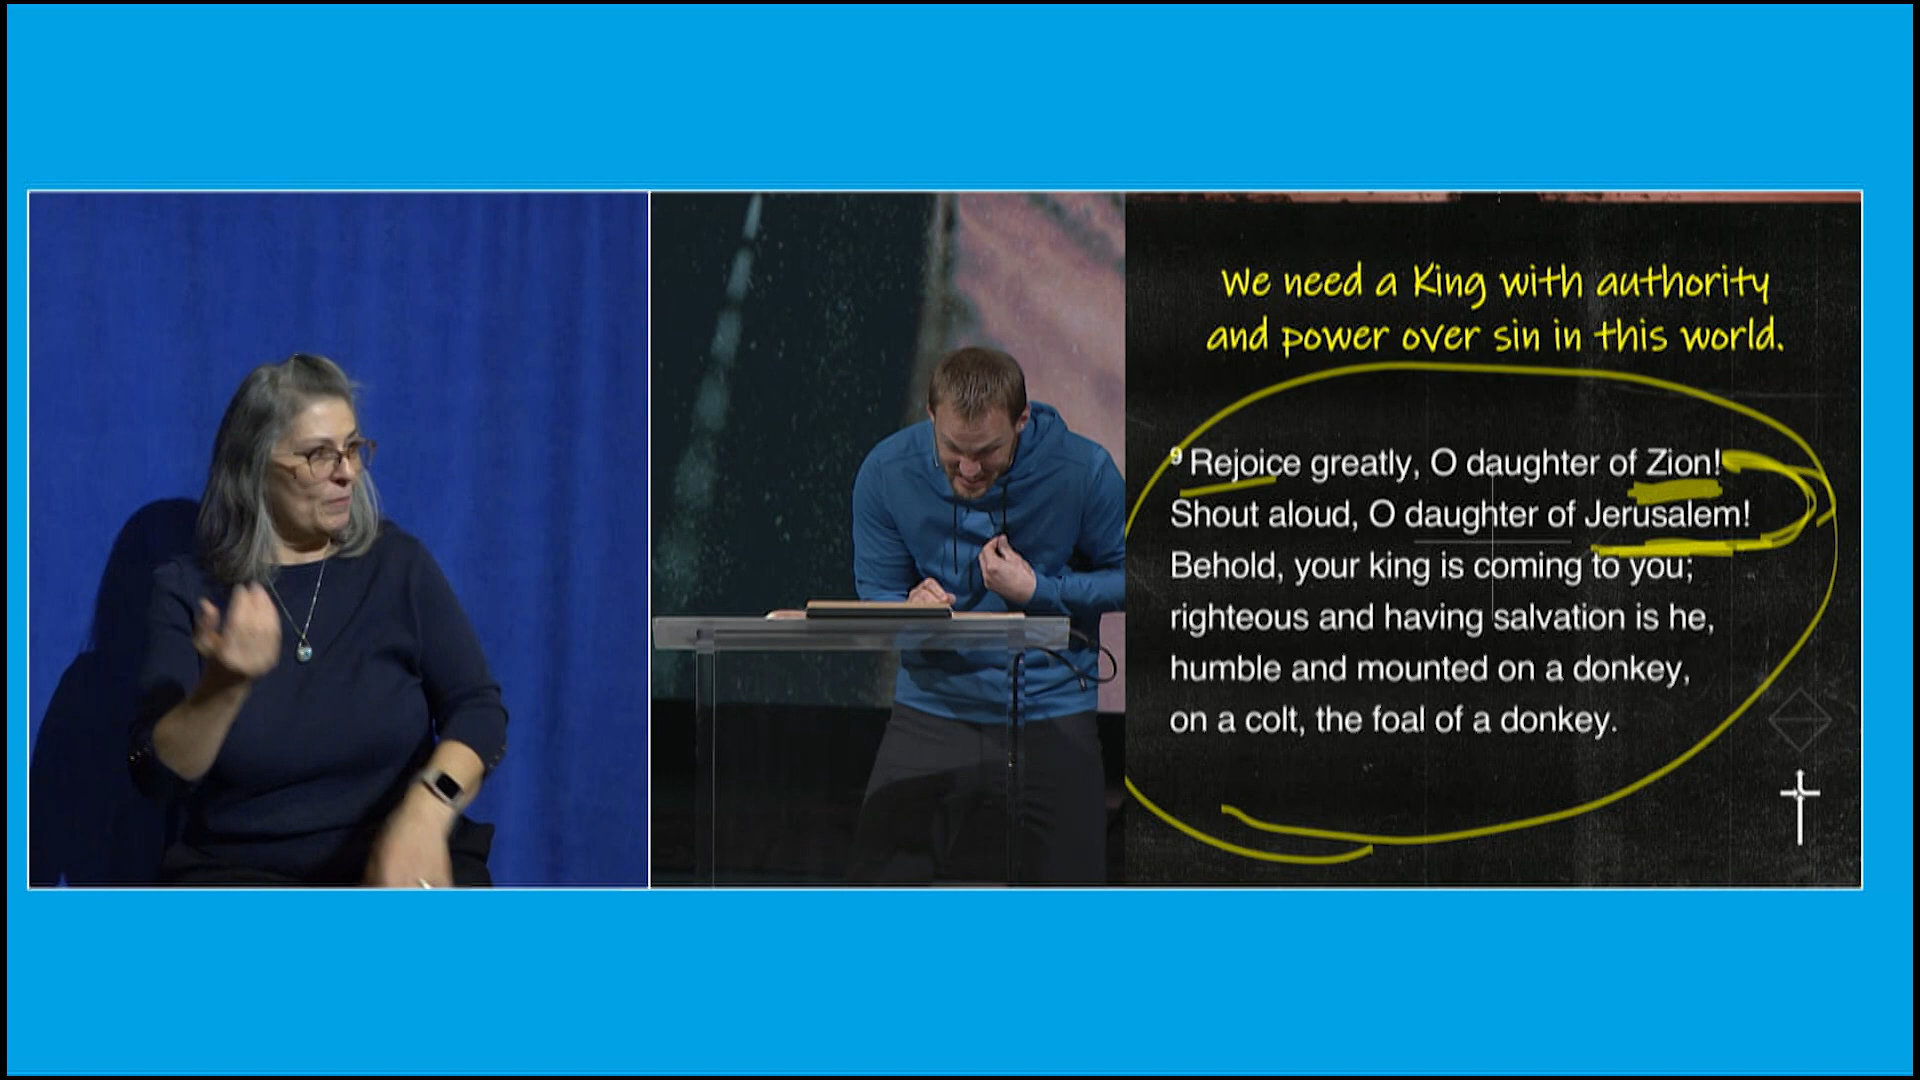 We need a King with authority
and power over sin in this world.
9 Rejoice greatly, O daughter of Zion!
Shout aloud, O daughter of Jerusalem!
Behold, your king is coming to you;
righteous and having salvation is he,
humble and mounted on a donkey,
on a colt, the foal of a donkey.